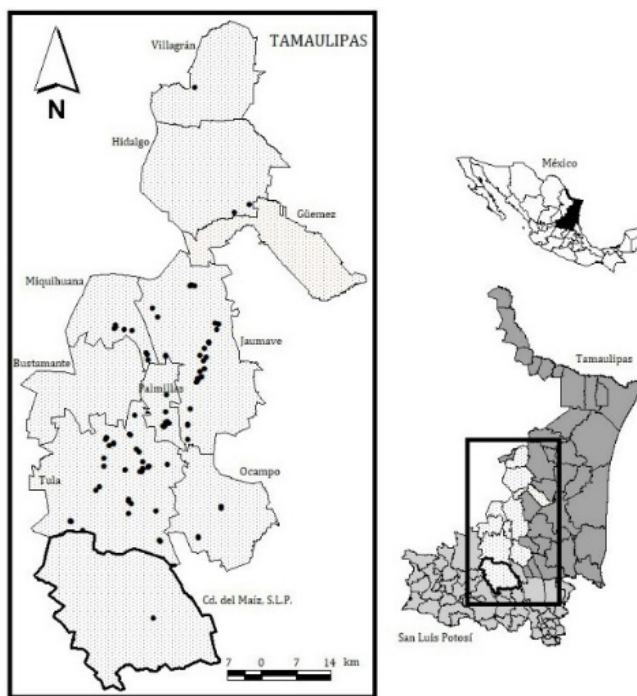 Villagrán
TAMAULIPAS
N
Hidalgo
México
Güemez
Miquihuana
Jaumave
Tamaulipas
Bustamante
Palmillas
Ocampo
Tula
Cd. del Maíz, S.L.P.
San Luis Potosí
7 0 7 14 km